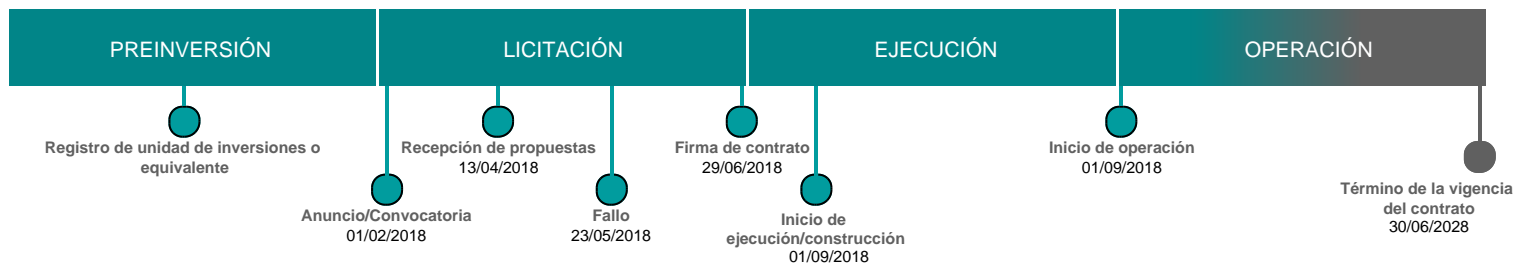 PREINVERSIÓN
LICITACIÓN
EJECUCIÓN
OPERACIÓN
Registro de unidad de inversiones o
equivalente
Anuncio/Convocatoria
01/02/2018
Recepción de propuestas
13/04/2018
Fallo
23/05/2018
Firma de contrato
29/06/2018
Inicio de
ejecución/construcción
01/09/2018
Inicio de operación
01/09/2018
Término de la vigencia
del contrato
30/06/2028